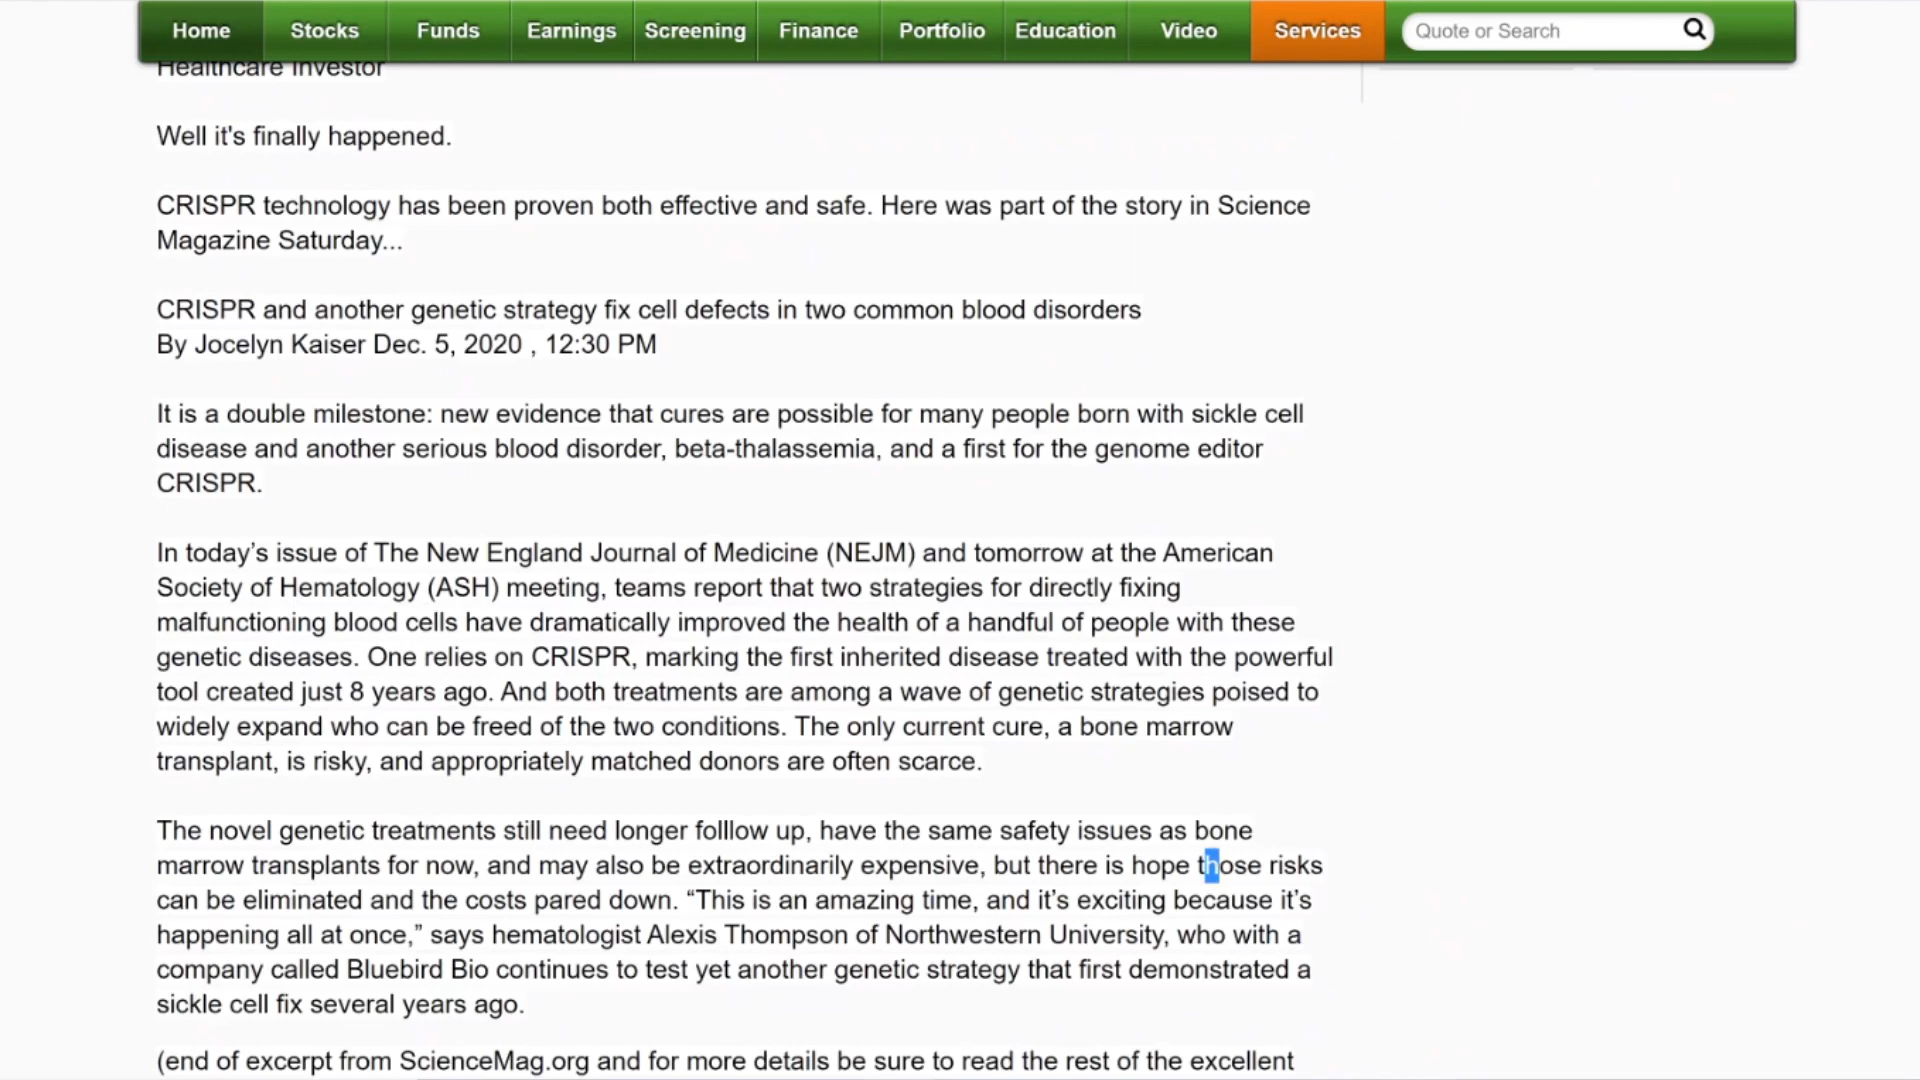 Home Stocks Funds Earnings Screening Finance Portfolio Education Video Services Quote or Search
Healthcare Investor
Well it's finally happened.
CRISPR technology has been proven both effective and safe. Here was part of the story in Science
Magazine Saturday...
CRISPR and another genetic strategy fix cell defects in two common blood disorders
By Jocelyn Kaiser Dec. 5, 2020 , 12:30 PM
It is a double milestone: new evidence that cures are possible for many people born with sickle cell
disease and another serious blood disorder, beta-thalassemia, and a first for the genome editor
CRISPR.
In today’s issue of The New England Journal of Medicine (NEJM) and tomorrow at the American
Society of Hematology (ASH) meeting, teams report that two strategies for directly fixing
malfunctioning blood cells have dramatically improved the health of a handful of people with these
genetic diseases. One relies on CRISPR, marking the first inherited disease treated with the powerful
tool created just 8 years ago. And both treatments are among a wave of genetic strategies poised to
widely expand who can be freed of the two conditions. The only current cure, a bone marrow
transplant, is risky, and appropriately matched donors are often scarce.
The novel genetic treatments still need longer folllow up, have the same safety issues as bone
marrow transplants for now, and may also be extraordinarily expensive, but there is hope those risks
can be eliminated and the costs pared down. “This is an amazing time, and it’s exciting because it’s
happening all at once,” says hematologist Alexis Thompson of Northwestern University, who with a
company called Bluebird Bio continues to test yet another genetic strategy that first demonstrated a
sickle cell fix several years ago.
(end of excerpt from ScienceMag.org and for more details be sure to read the rest of the excellent